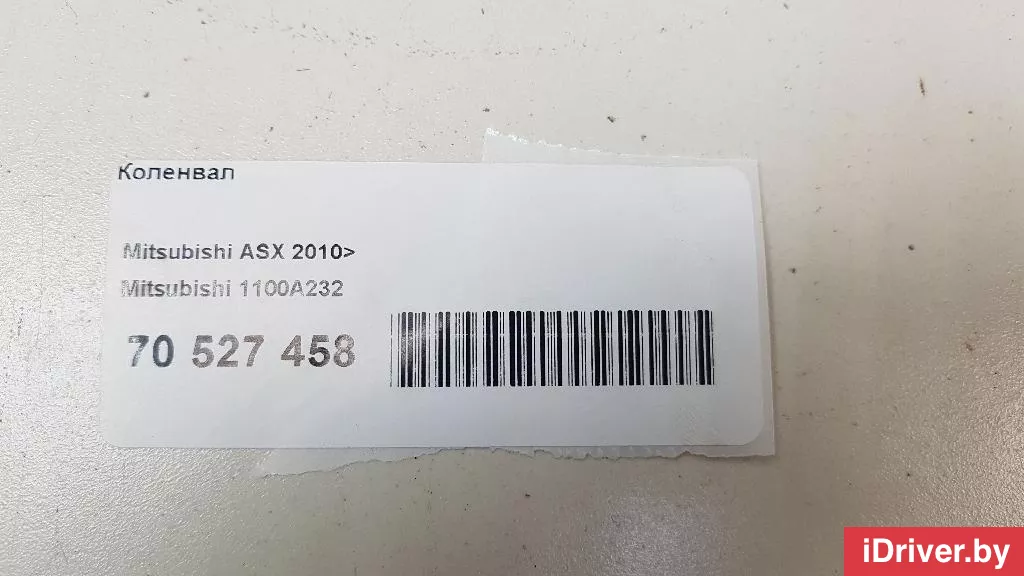 Коленвал
Mitsubishi ASX 2010>
Mitsubishi 1100A232
70 527 458
iDriver.by